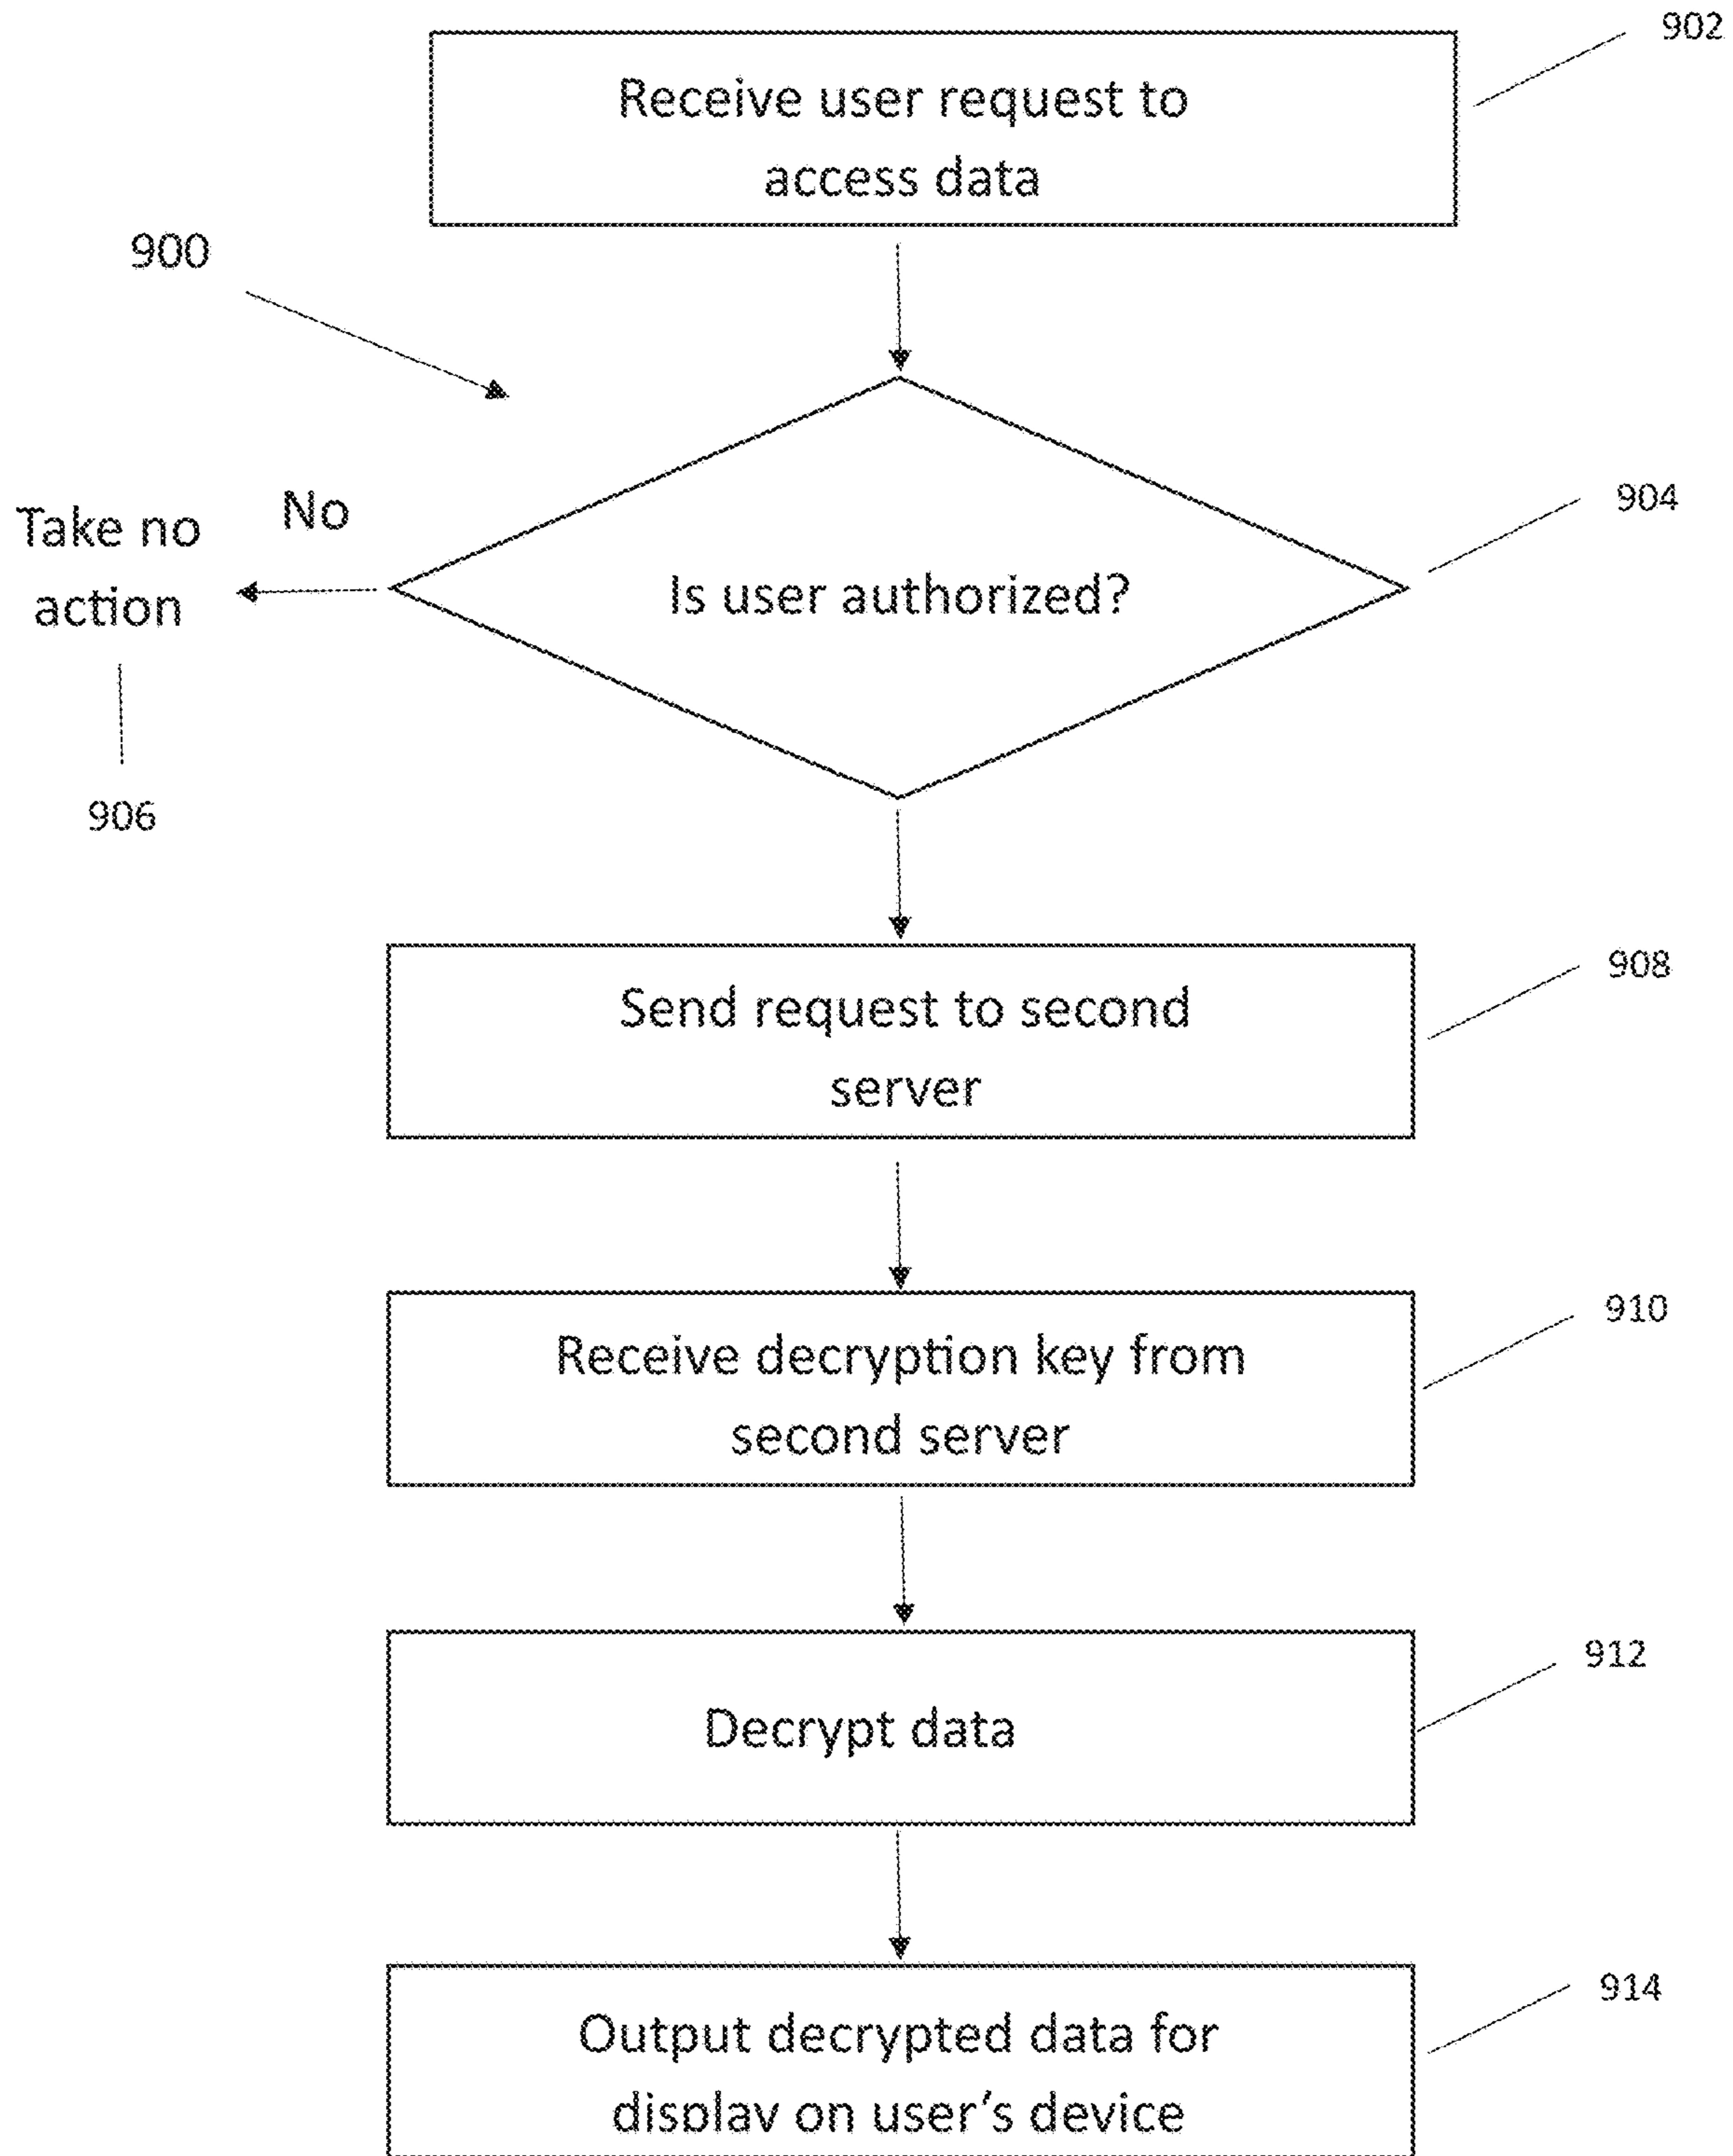 902
Receive user request to
access data
900
904
No
Take no
action
Is user authorized?
906
908
Send request to second
server
910
Receive decryption key from
second server
912
Decrypt data
914
Output decrypted data for
display on user’s device